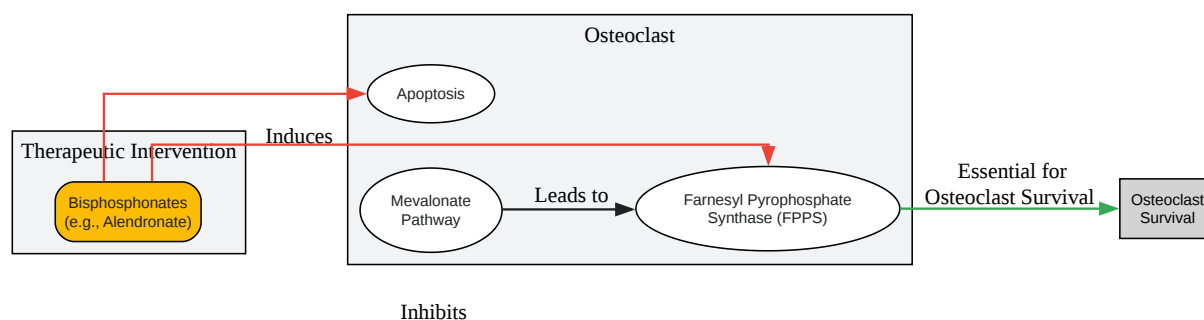 Osteoclast
Apoptosis
Induces
Therapeutic Intervention
Bisphosphonates
(e.g., Alendronate)
Mevalonate
Pathway
Leads to
Farnesyl Pyrophosphate
Synthase (FPPS)
Essential for
Osteoclast Survival
Osteoclast
Survival
Inhibits